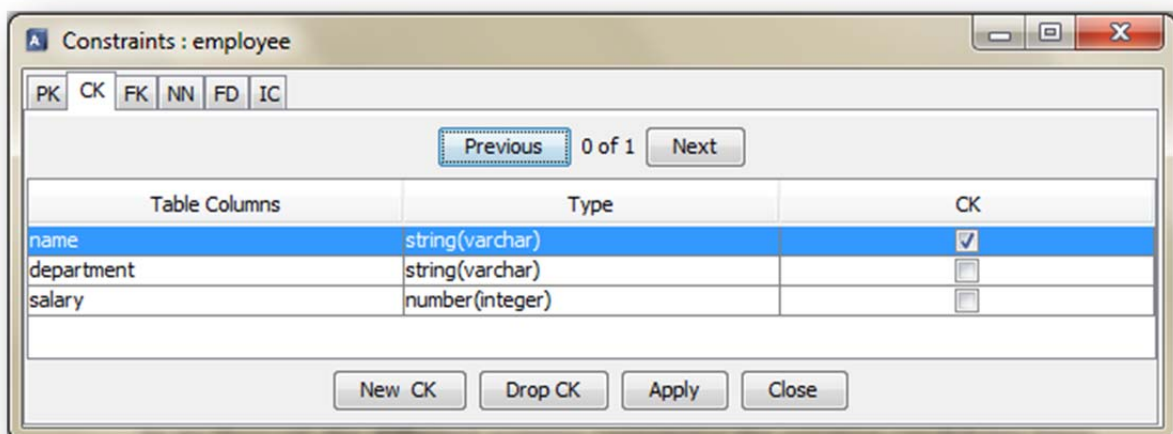 A Constraints : employee
PK CK FK NN FD IC
Previous 0 of 1 Next
Table Columns Type CK
name string(varchar)
department string(varchar)
salary number(integer)
New CK Drop CK Apply Close